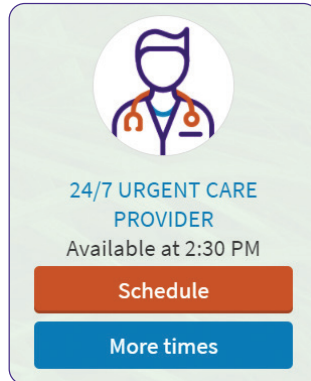 24/7 URGENT CARE
PROVIDER
Available at 2:30 PM
Schedule
More times